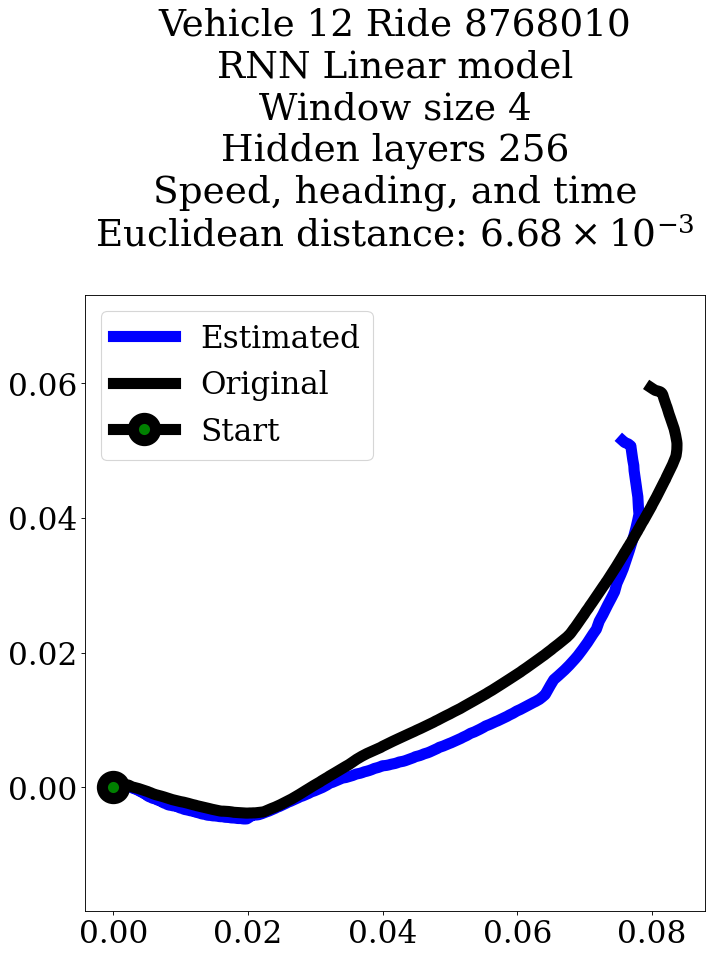 Vehicle 12 Ride 8768010
RNN Linear model
Window size 4
Hidden layers 256
Speed, heading, and time
Euclidean distance: 6.68 × 10⁻³
Estimated
Original
Start
0.06
0.04
0.02
0.00
0.00 0.02 0.04 0.06 0.08